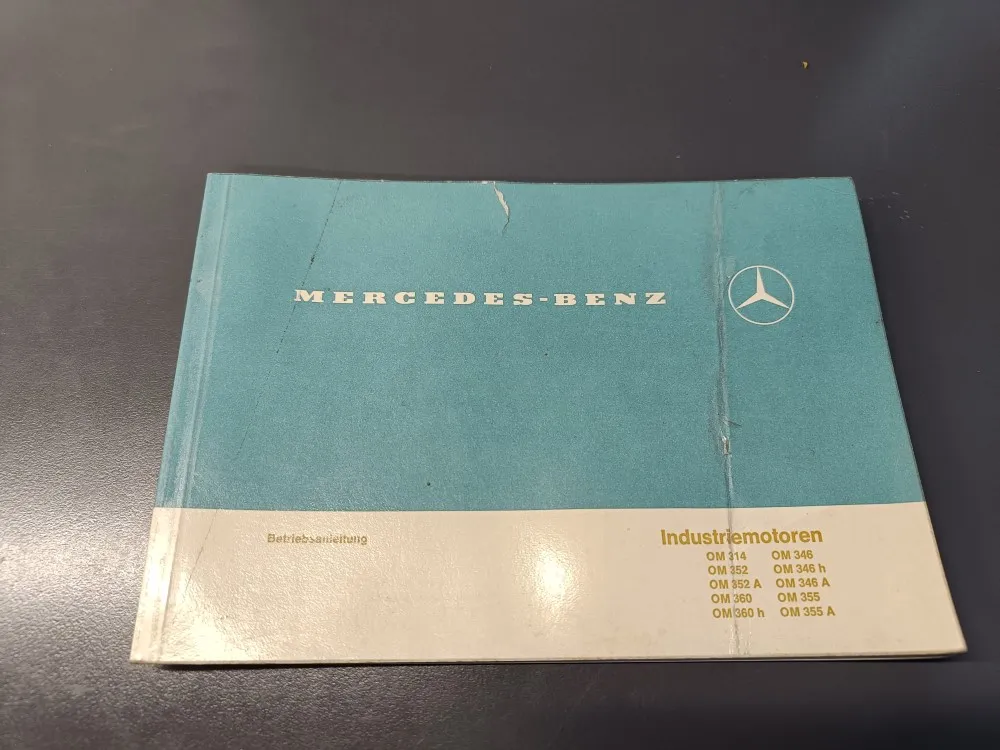 MERCEDES-BENZ
Betriebsanleitung
Industriemotoren
OM 314 OM 346
OM 352 OM 346 h
OM 352 A OM 346 A
OM 360 OM 355
OM 360 h OM 355 A